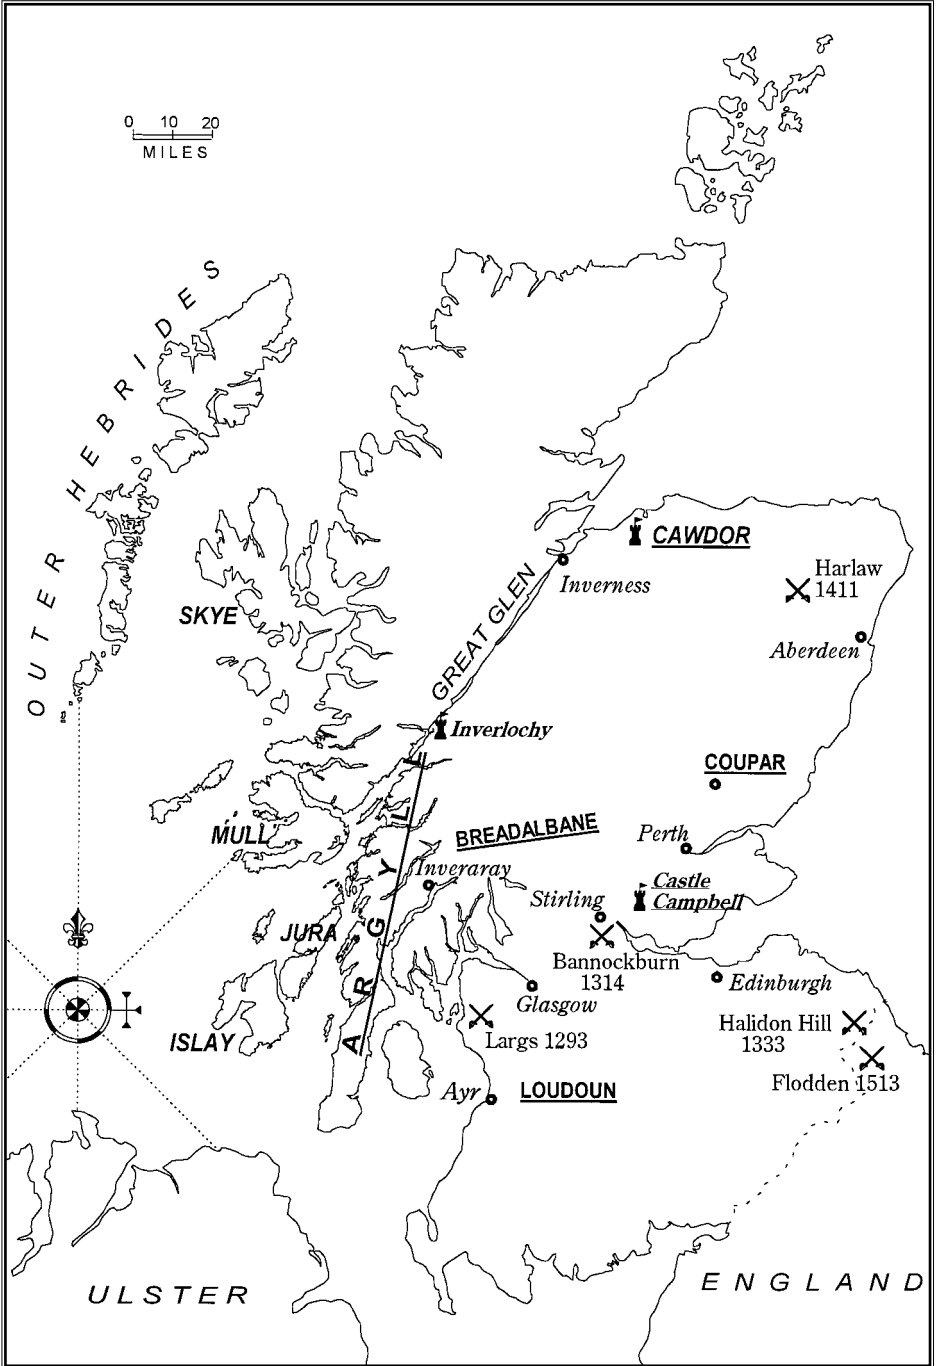 0 10 20
MILES
OUTER HEBRIDES
CAWDOR
Harlaw
1411
Inverness
GREAT GLEN
SKYE
Aberdeen
Inverlochy
COUPAR
MULL
BREADALBANE
Perth
Inveraray
Castle
Campbell
Stirling
JURA
ARGYLL
Bannockburn
1314
Edinburgh
Glasgow
Halidon Hill
1333
ISLAY
Largs 1293
Flodden 1513
Ayr
LOUDOUN
ULSTER
ENGLAND